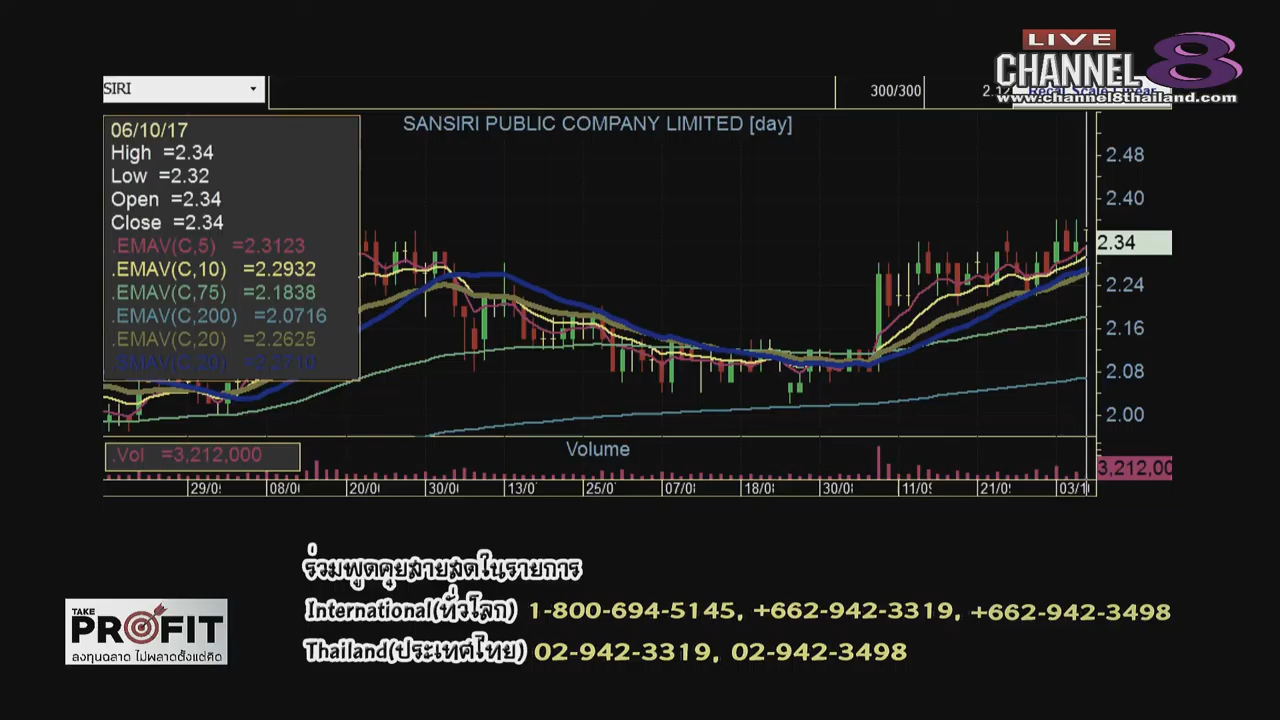 LIVE
CHANNEL 8
www.channel8thailand.com
SIRI
300/300
06/10/17
High =2.34
Low =2.32
Open =2.34
Close =2.34
.EMAV(C,5) =2.3123
.EMAV(C,10) =2.2932
.EMAV(C,75) =2.1838
.EMAV(C,200) =2.0716
.EMAV(C,20) =2.2625
.SMAV(C,20) =2.2710
SANSIRI PUBLIC COMPANY LIMITED [day]
2.48
2.40
2.34
2.24
2.16
2.08
2.00
.Vol =3,212,000
Volume
3,212,00
29/0 08/0 20/0 30/0 13/0 25/0 07/0 18/0 30/0 11/0 21/0 03/1
ร่วมพูดคุยสายสดในรายการ
International(ทั่วโลก) 1-800-694-5145, +662-942-3319, +662-942-3498
Thailand(ประเทศไทย) 02-942-3319, 02-942-3498
TAKE
PROFIT
ลงทุนฉลาด ไม่พลาดตั้งแต่คิด